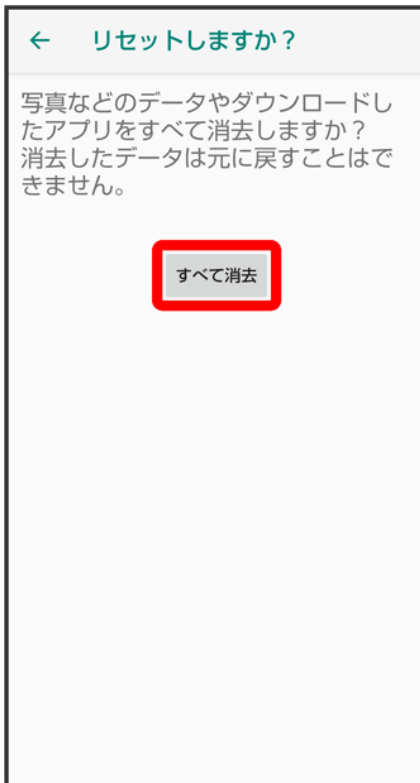 ← リセットしますか？
写真などのデータやダウンロードし
たアプリをすべて消去しますか？
消去したデータは元に戻すことはで
きません。
すべて消去